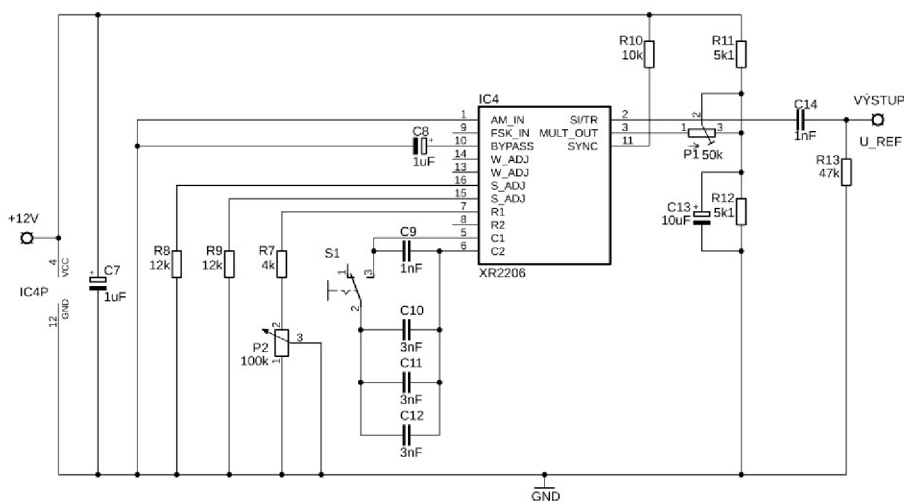 R10
10k
R11
5k1
IC4
C14
1nF
VÝSTUP
U_REF
1 AM_IN SI/TR 2
9 FSK_IN MULT_OUT 3
10 BYPASS SYNC 11
14 W_ADJ
13 W_ADJ
16 S_ADJ
15 S_ADJ
7 R1
8 R2
5 C1
6 C2
XR2206
C8
+
1uF
2
1 3
P1 50k
R13
47k
C13
+
10uF
R12
5k1
+12V
4 VCC
IC4P
12 GND
+
C7
1uF
R8
12k
R9
12k
R7
4k
S1
1 3
2
C9
1nF
2
3
P2
100k
1
C10
3nF
C11
3nF
C12
3nF
GND